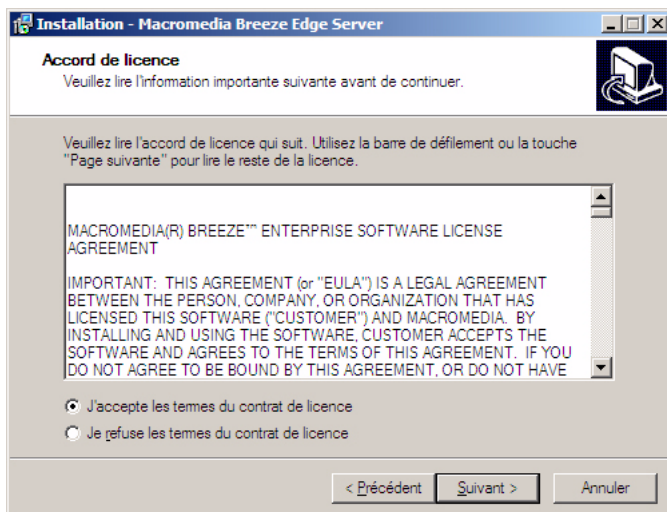 Installation - Macromedia Breeze Edge Server
Accord de licence
Veuillez lire l'information importante suivante avant de continuer.
Veuillez lire l'accord de licence qui suit. Utilisez la barre de défilement ou la touche
"Page suivante" pour lire le reste de la licence.
MACROMEDIA(R) BREEZE™ ENTERPRISE SOFTWARE LICENSE
AGREEMENT
IMPORTANT: THIS AGREEMENT (or "EULA") IS A LEGAL AGREEMENT
BETWEEN THE PERSON, COMPANY, OR ORGANIZATION THAT HAS
LICENSED THIS SOFTWARE ("CUSTOMER") AND MACROMEDIA. BY
INSTALLING AND USING THE SOFTWARE, CUSTOMER ACCEPTS THE
SOFTWARE AND AGREES TO THE TERMS OF THIS AGREEMENT. IF YOU
DO NOT AGREE TO BE BOUND BY THIS AGREEMENT, OR DO NOT HAVE
J'accepte les termes du contrat de licence
Je refuse les termes du contrat de licence
< Précédent Suivant > Annuler